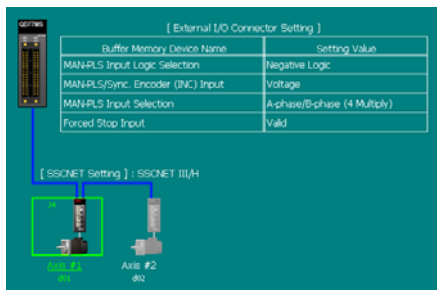 QD77MS
[ External I/O Connector Setting ]
Buffer Memory Device Name Setting Value
MAN-PLS Input Logic Selection Negative Logic
MAN-PLS/Sync. Encoder (INC) Input Voltage
MAN-PLS Input Selection A-phase/B-phase (4 Multiply)
Forced Stop Input Valid
[ SSCNET Setting ] : SSCNET III/H
J4
Axis #1 Axis #2
d01 d02